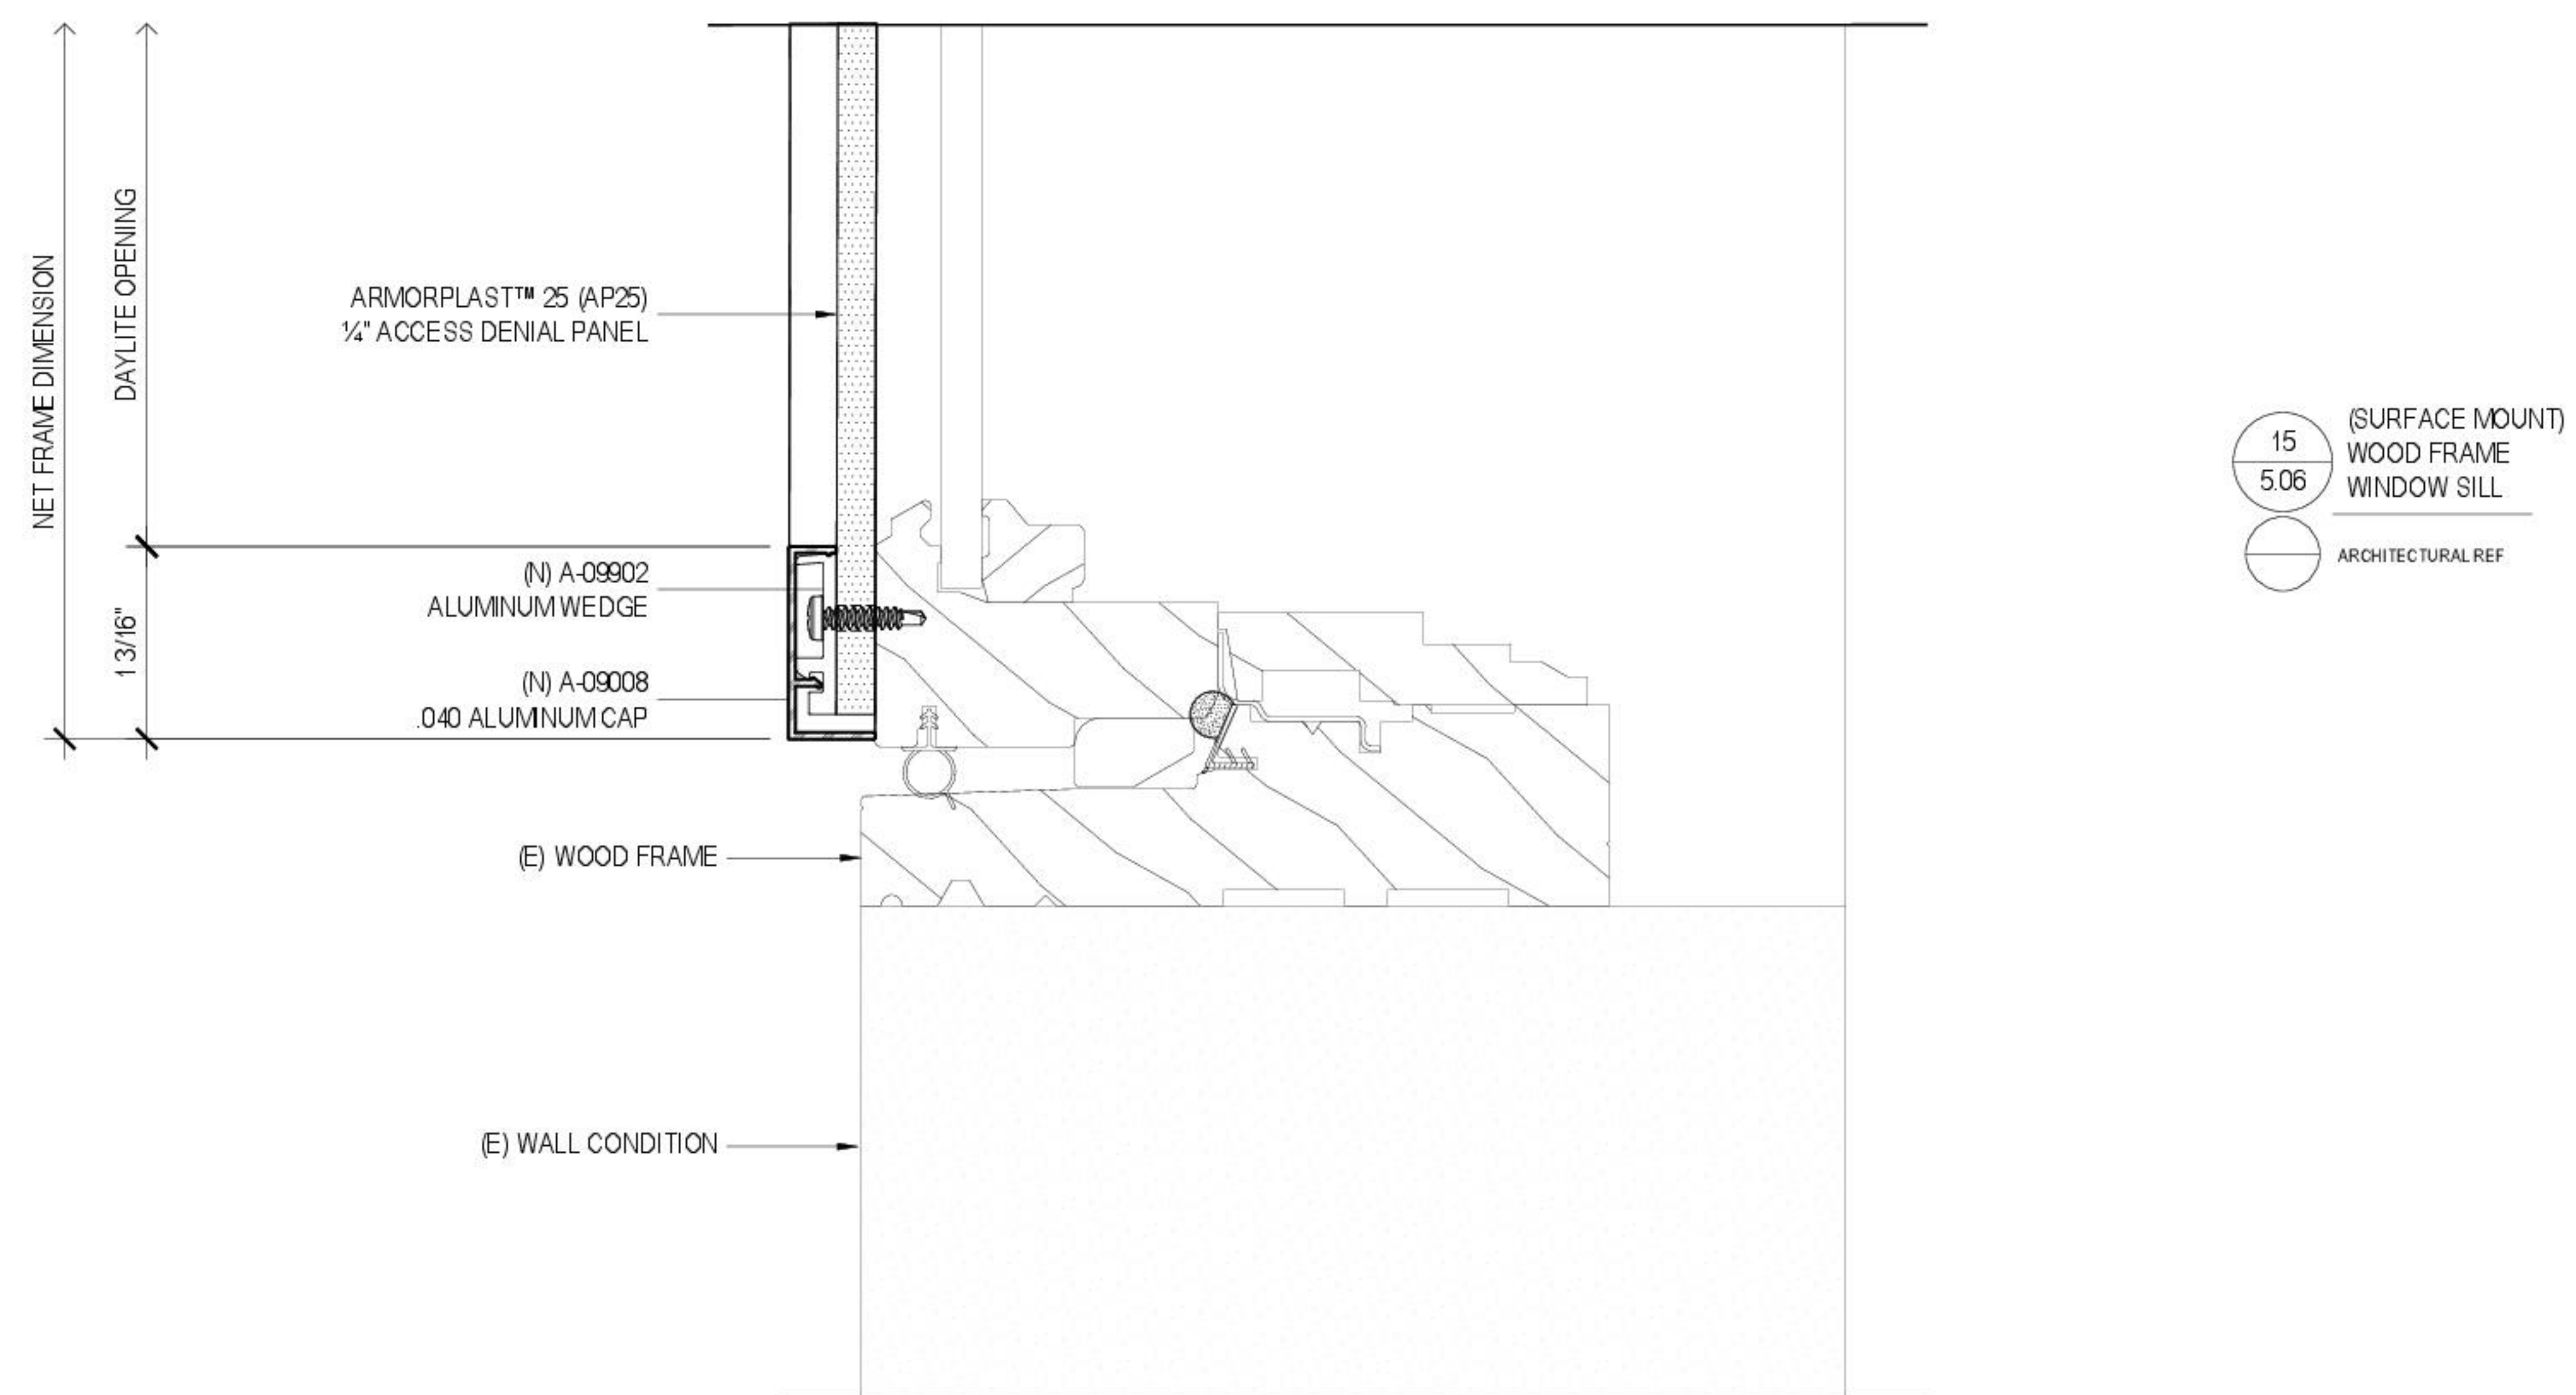 NET FRAME DIMENSION
DAYLITE OPENING
1 3/16"
ARMORPLAST™ 25 (AP25)
¼" ACCESS DENIAL PANEL
(N) A-09902
ALUMINUM WEDGE
(N) A-09008
.040 ALUMINUM CAP
(E) WOOD FRAME
(E) WALL CONDITION
15
5.06
(SURFACE MOUNT)
WOOD FRAME
WINDOW SILL
ARCHITECTURAL REF